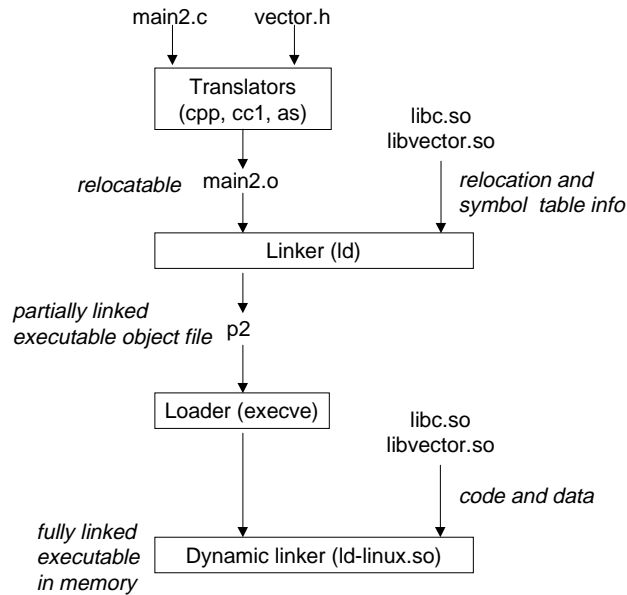 main2.c vector.h
Translators
(cpp, cc1, as)
libc.so
libvector.so
relocatable main2.o
relocation and
symbol table info
Linker (ld)
partially linked
executable object file p2
Loader (execve)
libc.so
libvector.so
code and data
fully linked
executable
in memory
Dynamic linker (ld-linux.so)